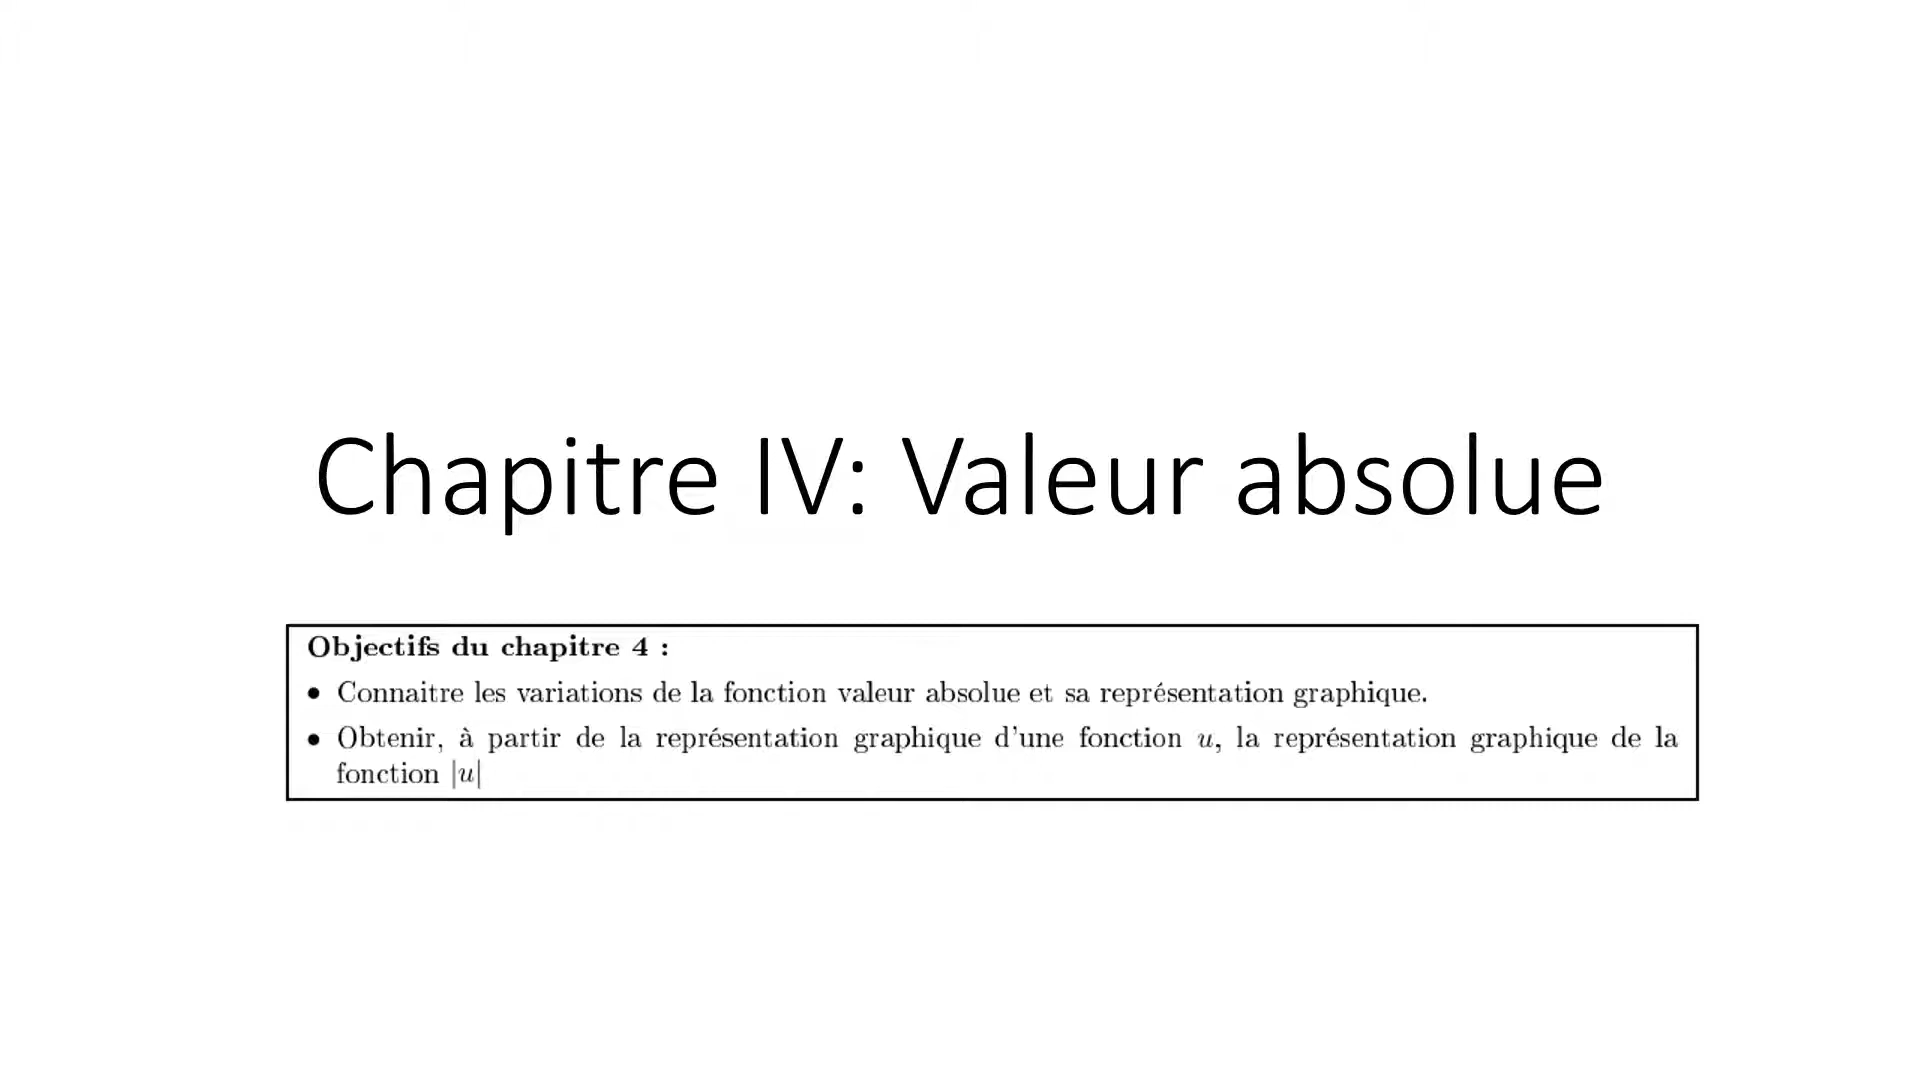 Chapitre IV: Valeur absolue
Objectifs du chapitre 4 :
• Connaitre les variations de la fonction valeur absolue et sa représentation graphique.
• Obtenir, à partir de la représentation graphique d'une fonction u, la représentation graphique de la
fonction |u|